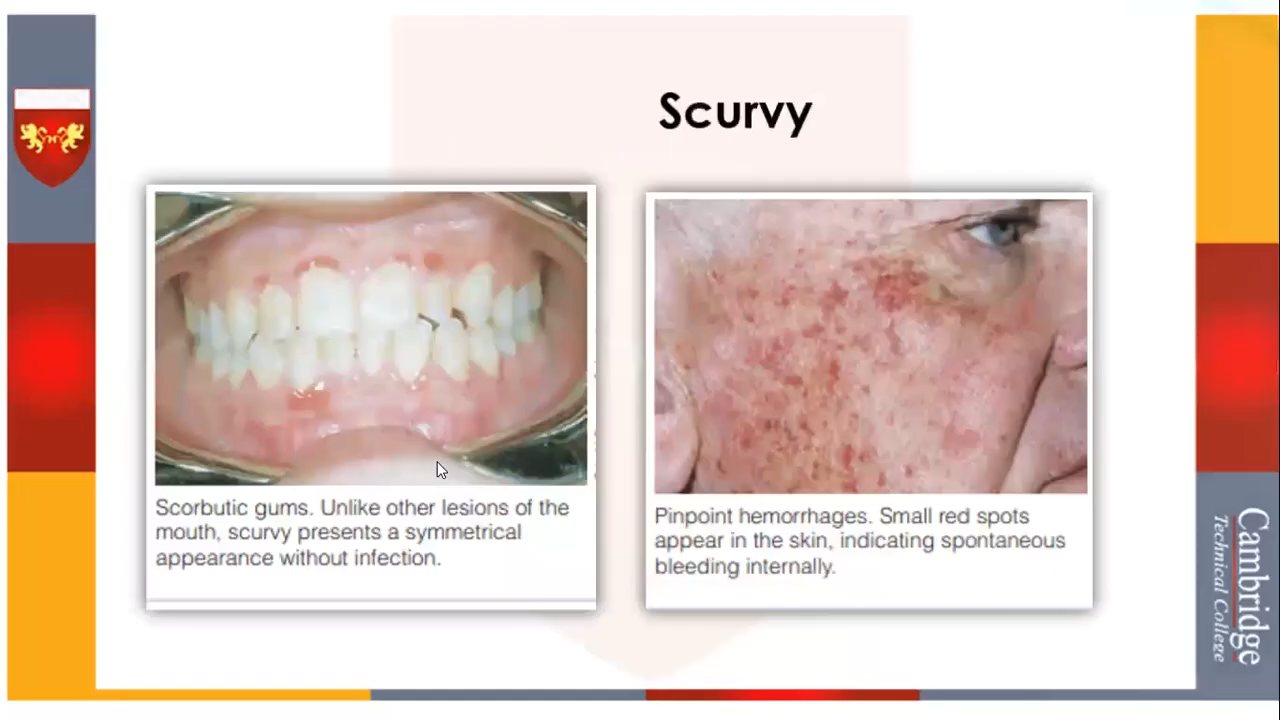 Scurvy
Scorbutic gums. Unlike other lesions of the
mouth, scurvy presents a symmetrical
appearance without infection.
Pinpoint hemorrhages. Small red spots
appear in the skin, indicating spontaneous
bleeding internally.
Cambridge
Technical College